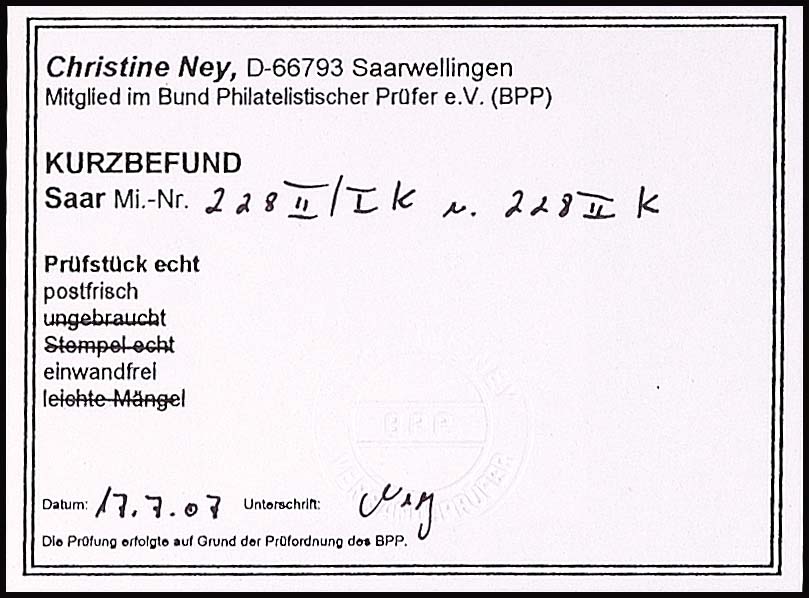 Christine Ney, D-66793 Saarwellingen
Mitglied im Bund Philatelistischer Prüfer e.V. (BPP)
KURZBEFUND
Saar Mi.-Nr. 228 II/I K u. 228 II K
Prüfstück echt
postfrisch
ungebraucht
Stempel echt
einwandfrei
leichte Mängel
BPP
Datum: 17.7.07 Unterschrift: Ney
Die Prüfung erfolgte auf Grund der Prüfordnung des BPP.